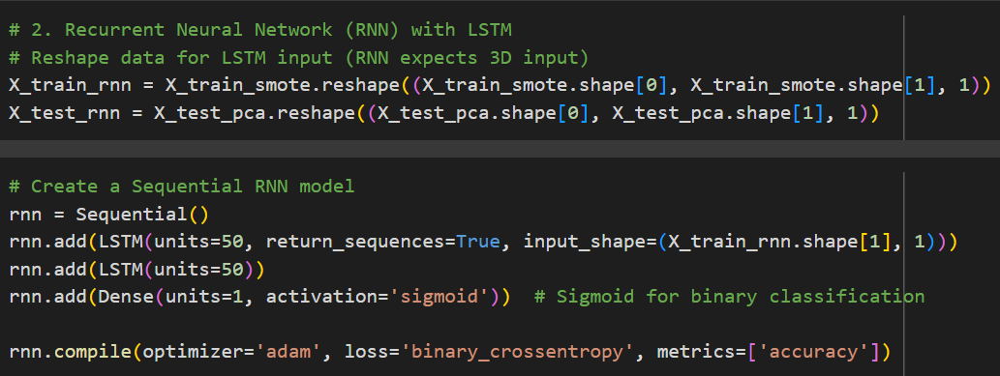 # 2. Recurrent Neural Network (RNN) with LSTM
# Reshape data for LSTM input (RNN expects 3D input)
X_train_rnn = X_train_smote.reshape((X_train_smote.shape[0], X_train_smote.shape[1], 1))
X_test_rnn = X_test_pca.reshape((X_test_pca.shape[0], X_test_pca.shape[1], 1))
# Create a Sequential RNN model
rnn = Sequential()
rnn.add(LSTM(units=50, return_sequences=True, input_shape=(X_train_rnn.shape[1], 1)))
rnn.add(LSTM(units=50))
rnn.add(Dense(units=1, activation='sigmoid'))  # Sigmoid for binary classification
rnn.compile(optimizer='adam', loss='binary_crossentropy', metrics=['accuracy'])